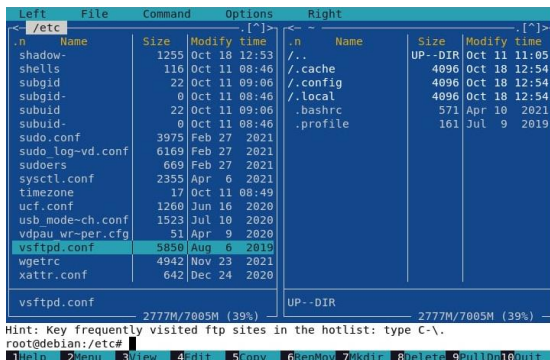 Left File Command Options Right
<- /etc .[^]> <- ~ .[^]>
.n Name Size Modify time .n Name Size Modify time
shadow- 1255 Oct 18 12:53 /.. UP--DIR Oct 11 11:05
shells 116 Oct 11 08:46 /.cache 4096 Oct 18 12:54
subgid 22 Oct 11 09:06 /.config 4096 Oct 18 12:54
subgid- 0 Oct 11 08:46 /.local 4096 Oct 18 12:54
subuid 22 Oct 11 09:06 .bashrc 571 Apr 10 2021
subuid- 0 Oct 11 08:46 .profile 161 Jul 9 2019
sudo.conf 3975 Feb 27 2021
sudo_log~vd.conf 6169 Feb 27 2021
sudoers 669 Feb 27 2021
sysctl.conf 2355 Apr 6 2021
timezone 17 Oct 11 08:49
ucf.conf 1260 Jun 16 2020
usb_mode~ch.conf 1523 Jul 10 2020
vdpau_wr~per.cfg 51 Apr 9 2020
vsftpd.conf 5850 Aug 6 2019
wgetrc 4942 Nov 23 2021
xattr.conf 642 Dec 24 2020
vsftpd.conf UP--DIR
2777M/7005M (39%) 2777M/7005M (39%)
Hint: Key frequently visited ftp sites in the hotlist: type C-\.
root@debian:/etc#
1Help 2Menu 3View 4Edit 5Copy 6RenMov 7Mkdir 8Delete 9PullDn 10Quit